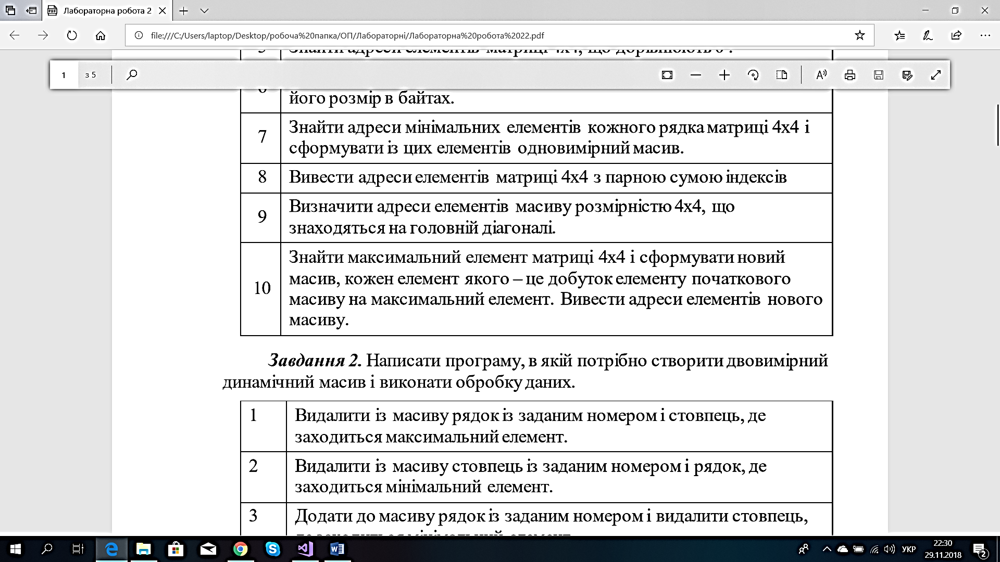 Лабораторна робота 2
file:///C:/Users/laptop/Desktop/робоча%20папка/ОП/Лабораторні/Лабораторна%20робота%2022.pdf
1 з 5
його розмір в байтах.
7 Знайти адреси мінімальних елементів кожного рядка матриці 4х4 і
сформувати із цих елементів одновимірний масив.
8 Вивести адреси елементів матриці 4х4 з парною сумою індексів
9 Визначити адреси елементів масиву розмірністю 4х4, що
знаходяться на головній діагоналі.
10 Знайти максимальний елемент матриці 4х4 і сформувати новий
масив, кожен елемент якого – це добуток елементу початкового
масиву на максимальний елемент. Вивести адреси елементів нового
масиву.
Завдання 2. Написати програму, в якій потрібно створити двовимірний
динамічний масив і виконати обробку даних.
1 Видалити із масиву рядок із заданим номером і стовпець, де
заходиться максимальний елемент.
2 Видалити із масиву стовпець із заданим номером і рядок, де
заходиться мінімальний елемент.
3 Додати до масиву рядок із заданим номером і видалити стовпець,
УКР
22:30
29.11.2018
2